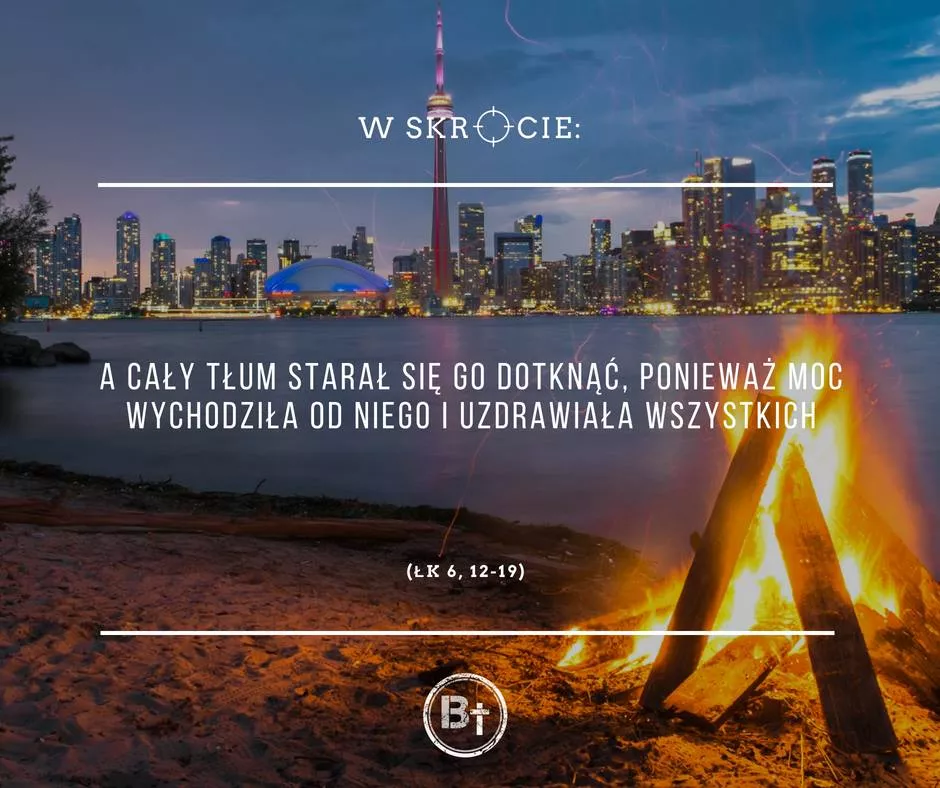 W SKRÓCIE:
A CAŁY TŁUM STARAŁ SIĘ GO DOTKNĄĆ, PONIEWAŻ MOC
WYCHODZIŁA OD NIEGO I UZDRAWIAŁA WSZYSTKICH
(ŁK 6, 12-19)
B†